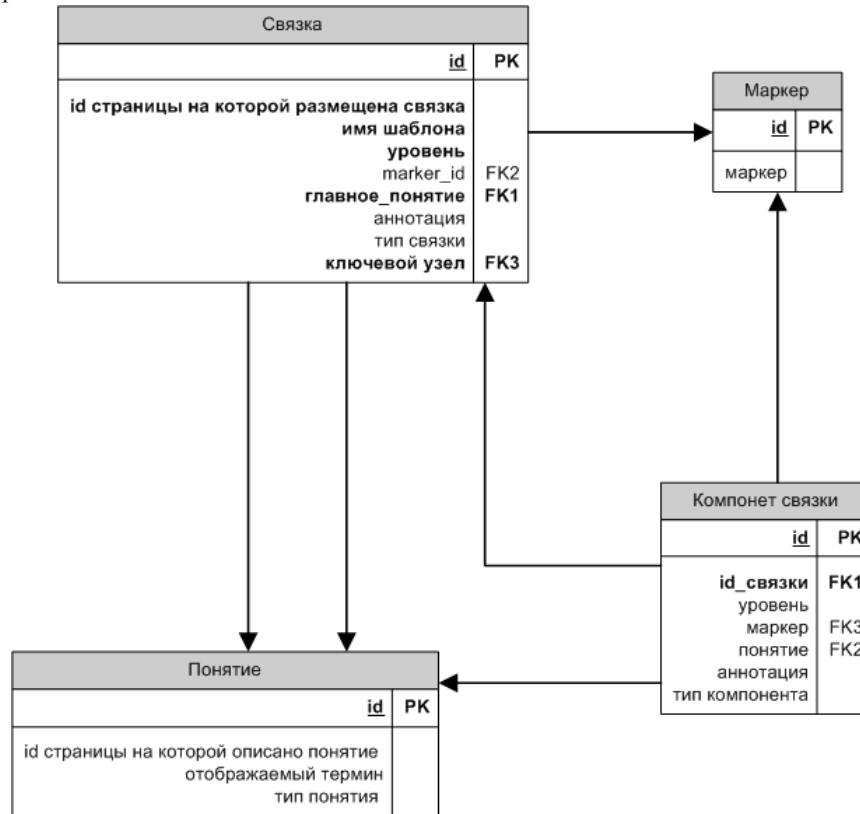 Связка
id PK
id страницы на которой размещена связка
имя шаблона
уровень
marker_id FK2
главное_понятие FK1
аннотация
тип связки
ключевой узел FK3
Маркер
id PK
маркер
Компонет связки
id PK
id_связки FK1
уровень
маркер FK3
понятие FK2
аннотация
тип компонента
Понятие
id PK
id страницы на которой описано понятие
отображаемый термин
тип понятия